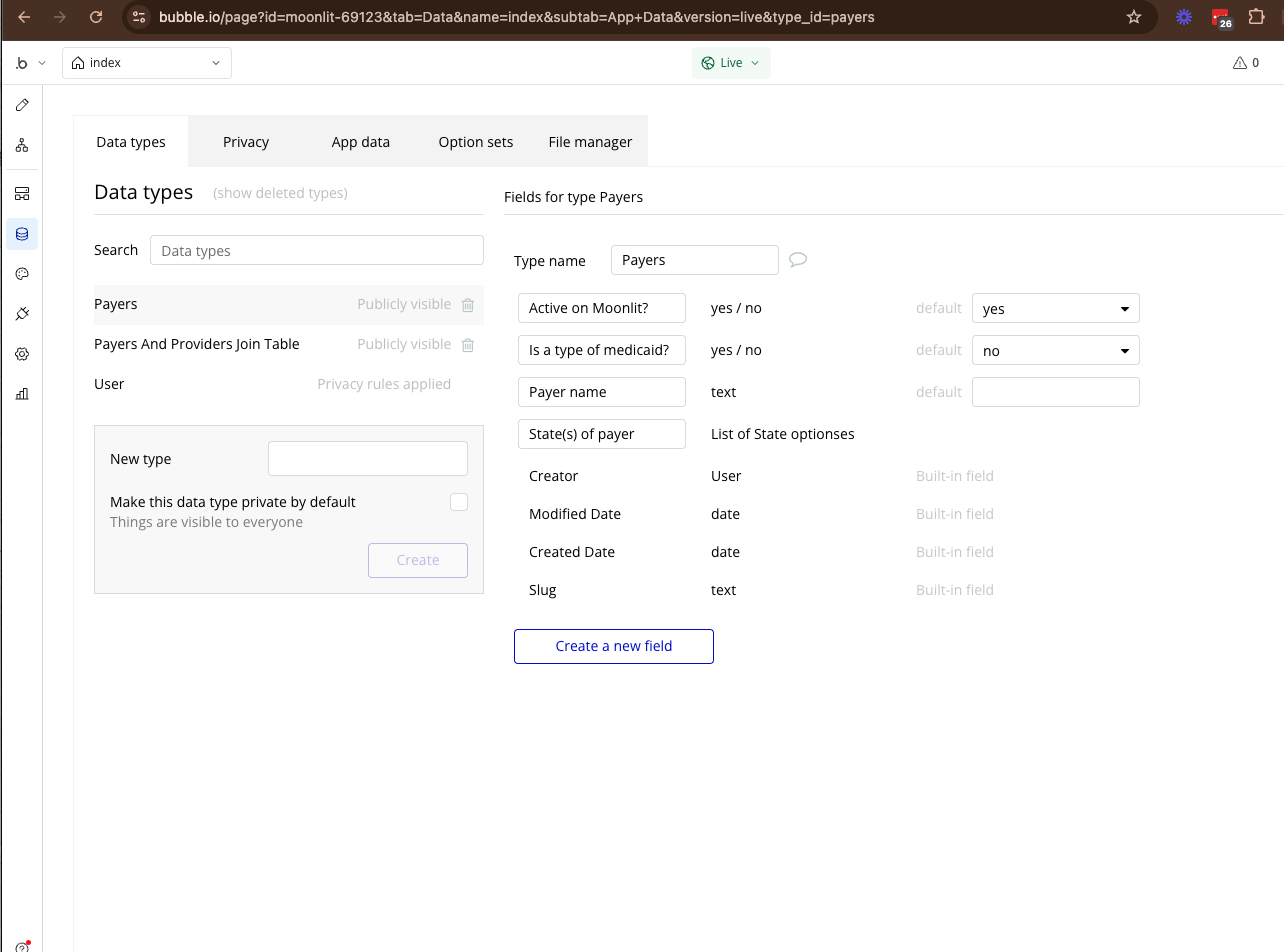 bubble.io/page?id=moonlit-69123&tab=Data&name=index&subtab=App+Data&version=live&type_id=payers
26
.b index Live 0
Data types Privacy App data Option sets File manager
Data types (show deleted types)
Search Data types
Payers Publicly visible
Payers And Providers Join Table Publicly visible
User Privacy rules applied
New type
Make this data type private by default
Things are visible to everyone
Create
Fields for type Payers
Type name Payers
Active on Moonlit? yes / no default yes
Is a type of medicaid? yes / no default no
Payer name text default
State(s) of payer List of State optionses
Creator User Built-in field
Modified Date date Built-in field
Created Date date Built-in field
Slug text Built-in field
Create a new field